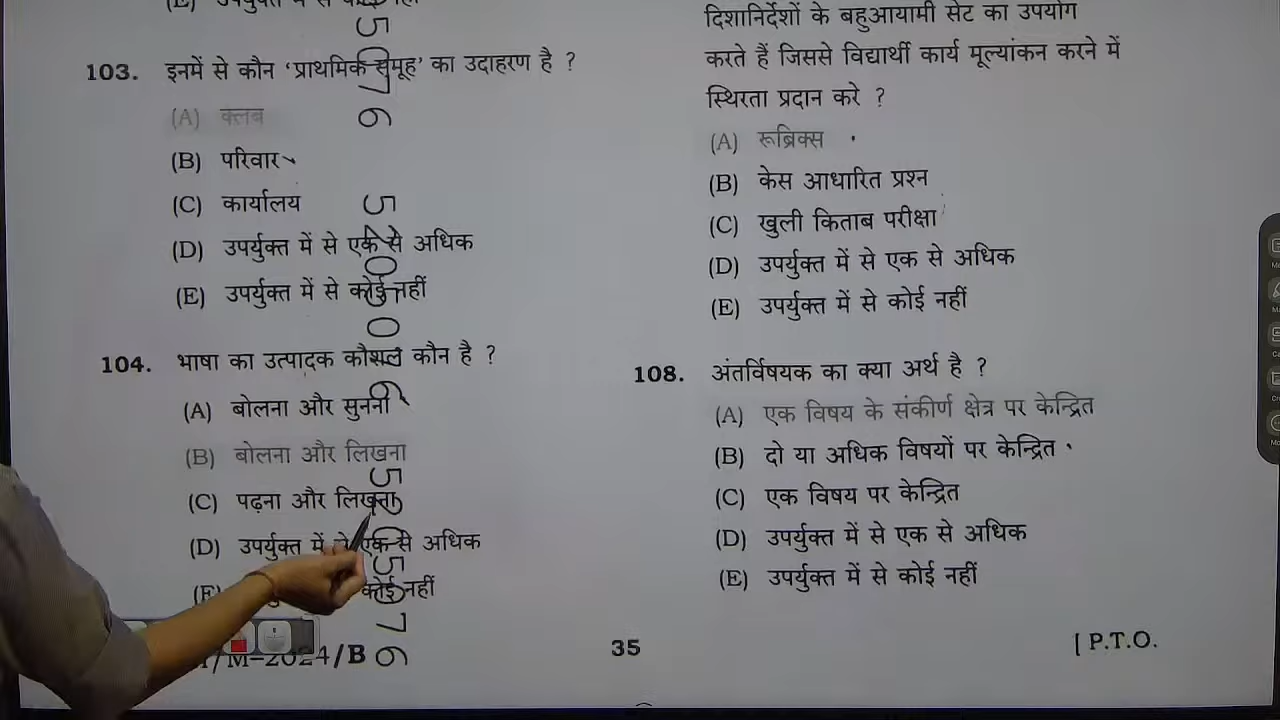 103. इनमें से कौन 'प्राथमिक समूह' का उदाहरण है ?
(A) क्लब
(B) परिवार
(C) कार्यालय
(D) उपर्युक्त में से एक से अधिक
(E) उपर्युक्त में से कोई नहीं
104. भाषा का उत्पादक कौशल कौन है ?
(A) बोलना और सुनना
(B) बोलना और लिखना
(C) पढ़ना और लिखना
(D) उपर्युक्त में से एक से अधिक
कोई नहीं
/M-2024/B
दिशानिर्देशों के बहुआयामी सेट का उपयोग
करते हैं जिससे विद्यार्थी कार्य मूल्यांकन करने में
स्थिरता प्रदान करे ?
(A) रूब्रिक्स
(B) केस आधारित प्रश्न
(C) खुली किताब परीक्षा
(D) उपर्युक्त में से एक से अधिक
(E) उपर्युक्त में से कोई नहीं
108. अंतर्विषयक का क्या अर्थ है ?
(A) एक विषय के संकीर्ण क्षेत्र पर केन्द्रित
(B) दो या अधिक विषयों पर केन्द्रित
(C) एक विषय पर केन्द्रित
(D) उपर्युक्त में से एक से अधिक
(E) उपर्युक्त में से कोई नहीं
35
[ P.T.O.